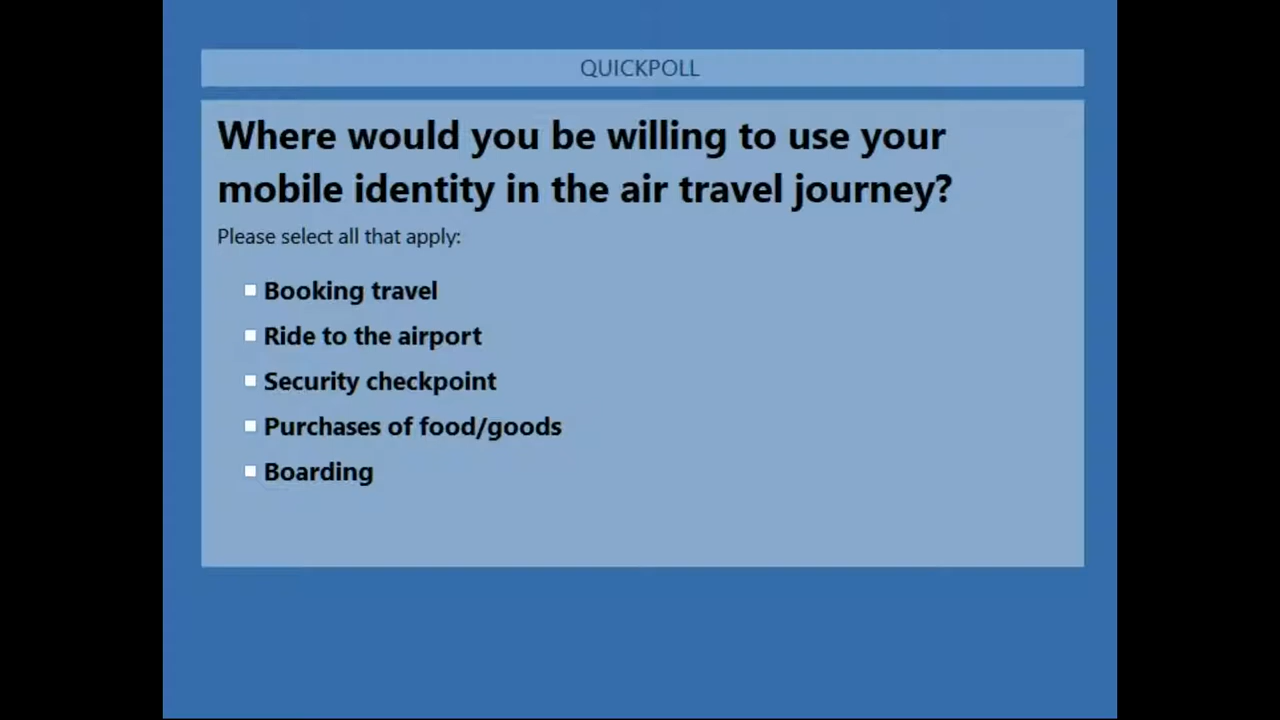 QUICKPOLL
Where would you be willing to use your
mobile identity in the air travel journey?
Please select all that apply:
Booking travel
Ride to the airport
Security checkpoint
Purchases of food/goods
Boarding